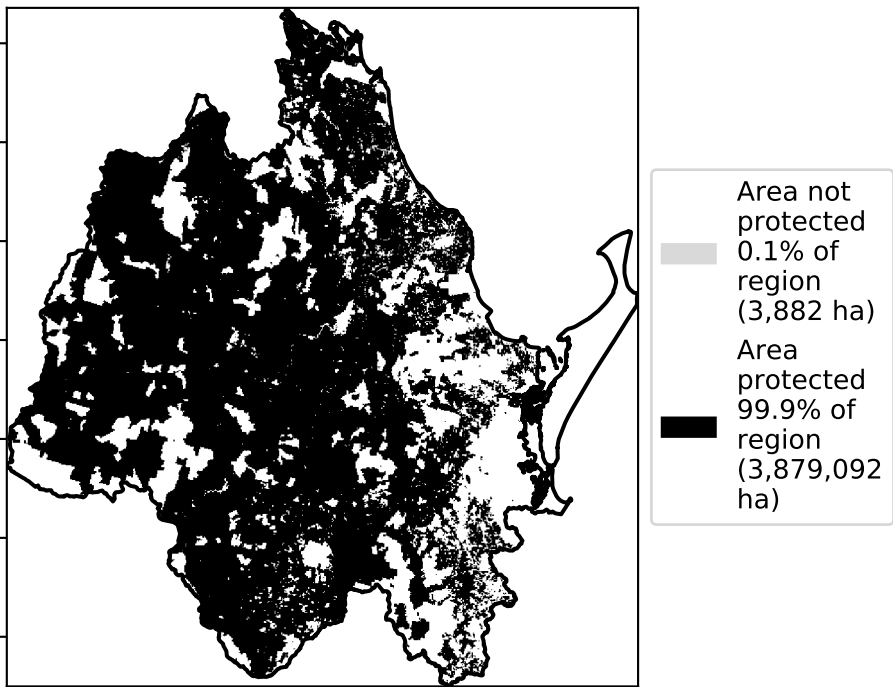 Area not
protected
0.1% of
region
(3,882 ha)
Area
protected
99.9% of
region
(3,879,092
ha)